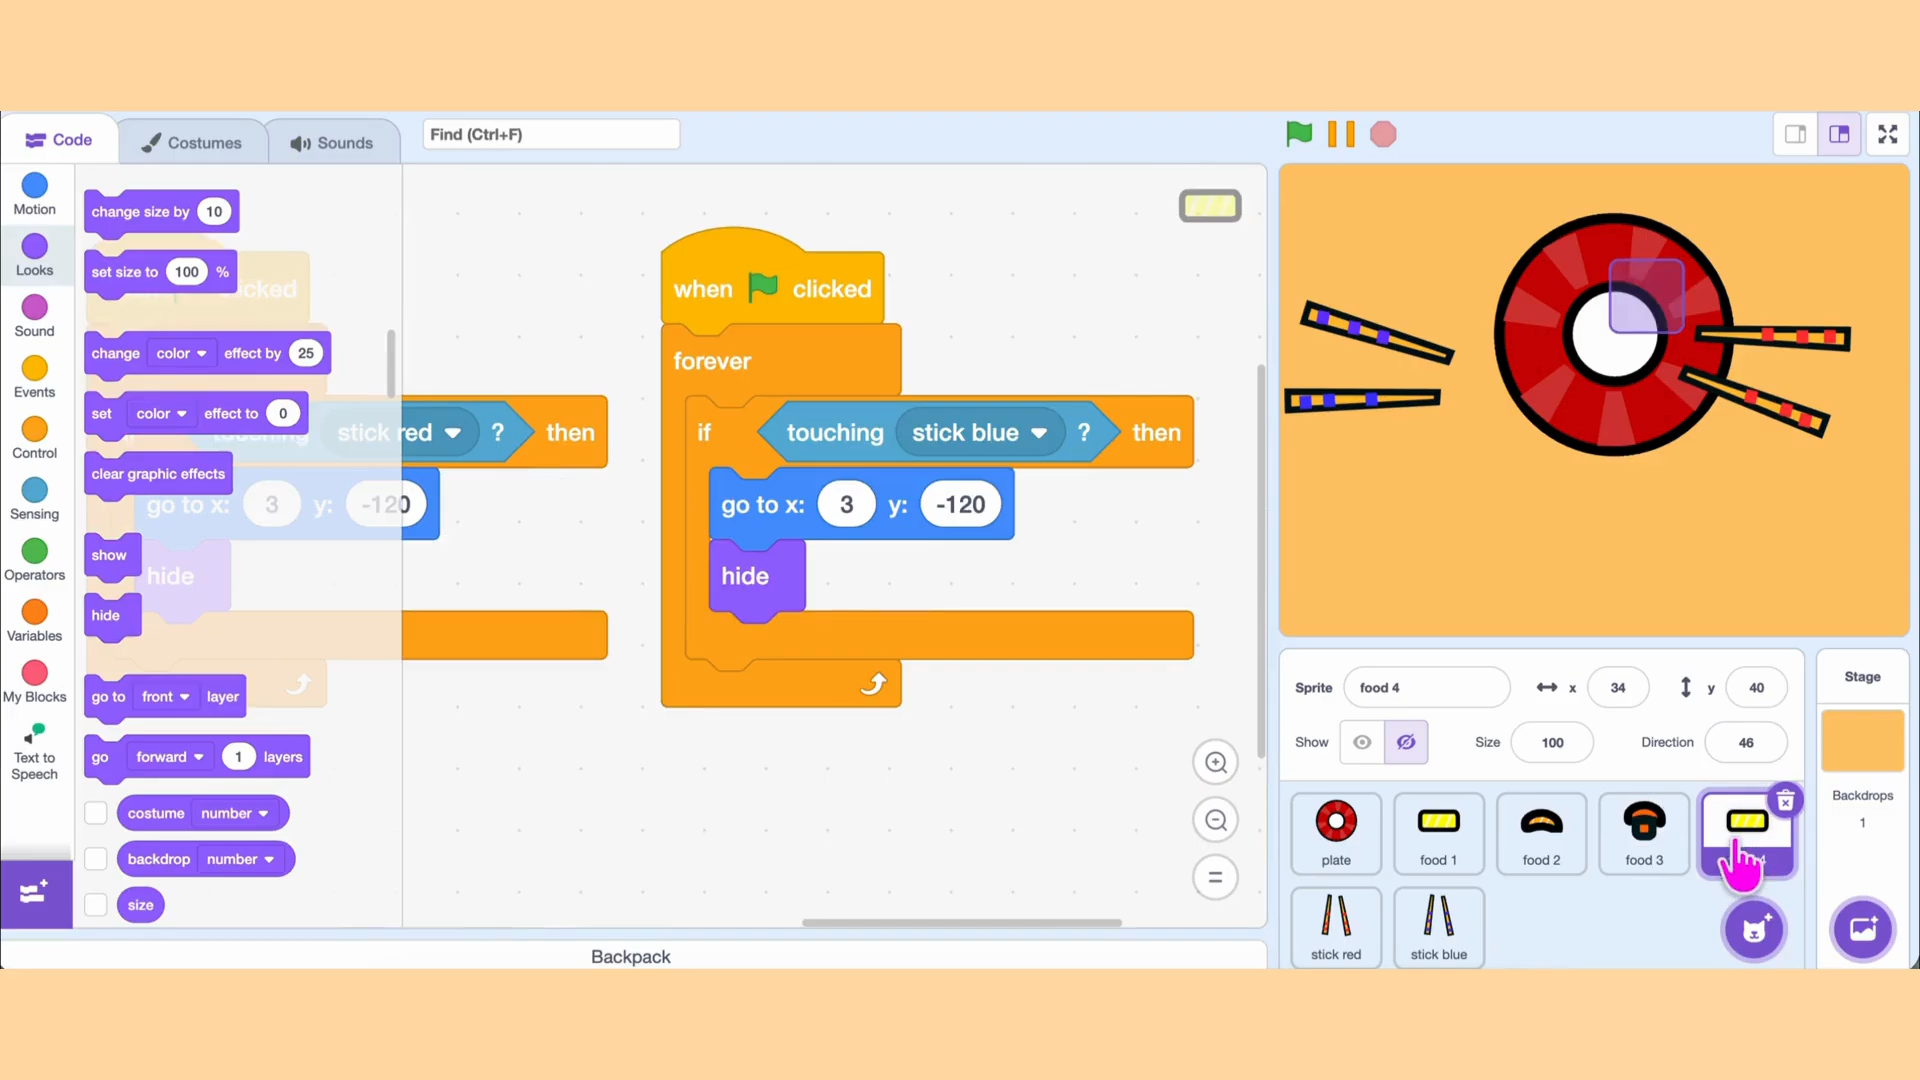 Code
Costumes
Sounds
Find (Ctrl+F)
Motion
Looks
Sound
Events
Control
Sensing
Operators
Variables
My Blocks
Text to
Speech
change size by 10
set size to 100 %
change color effect by 25
set color effect to 0
clear graphic effects
show
hide
go to front layer
go forward 1 layers
costume number
backdrop number
size
clicked
touching stick red ? then
go to x: 3 y: -120
hide
when clicked
forever
if touching stick blue ? then
go to x: 3 y: -120
hide
Backpack
Sprite food 4 x 34 y 40
Show Size 100 Direction 46
plate
food 1
food 2
food 3
stick red
stick blue
Stage
Backdrops
1